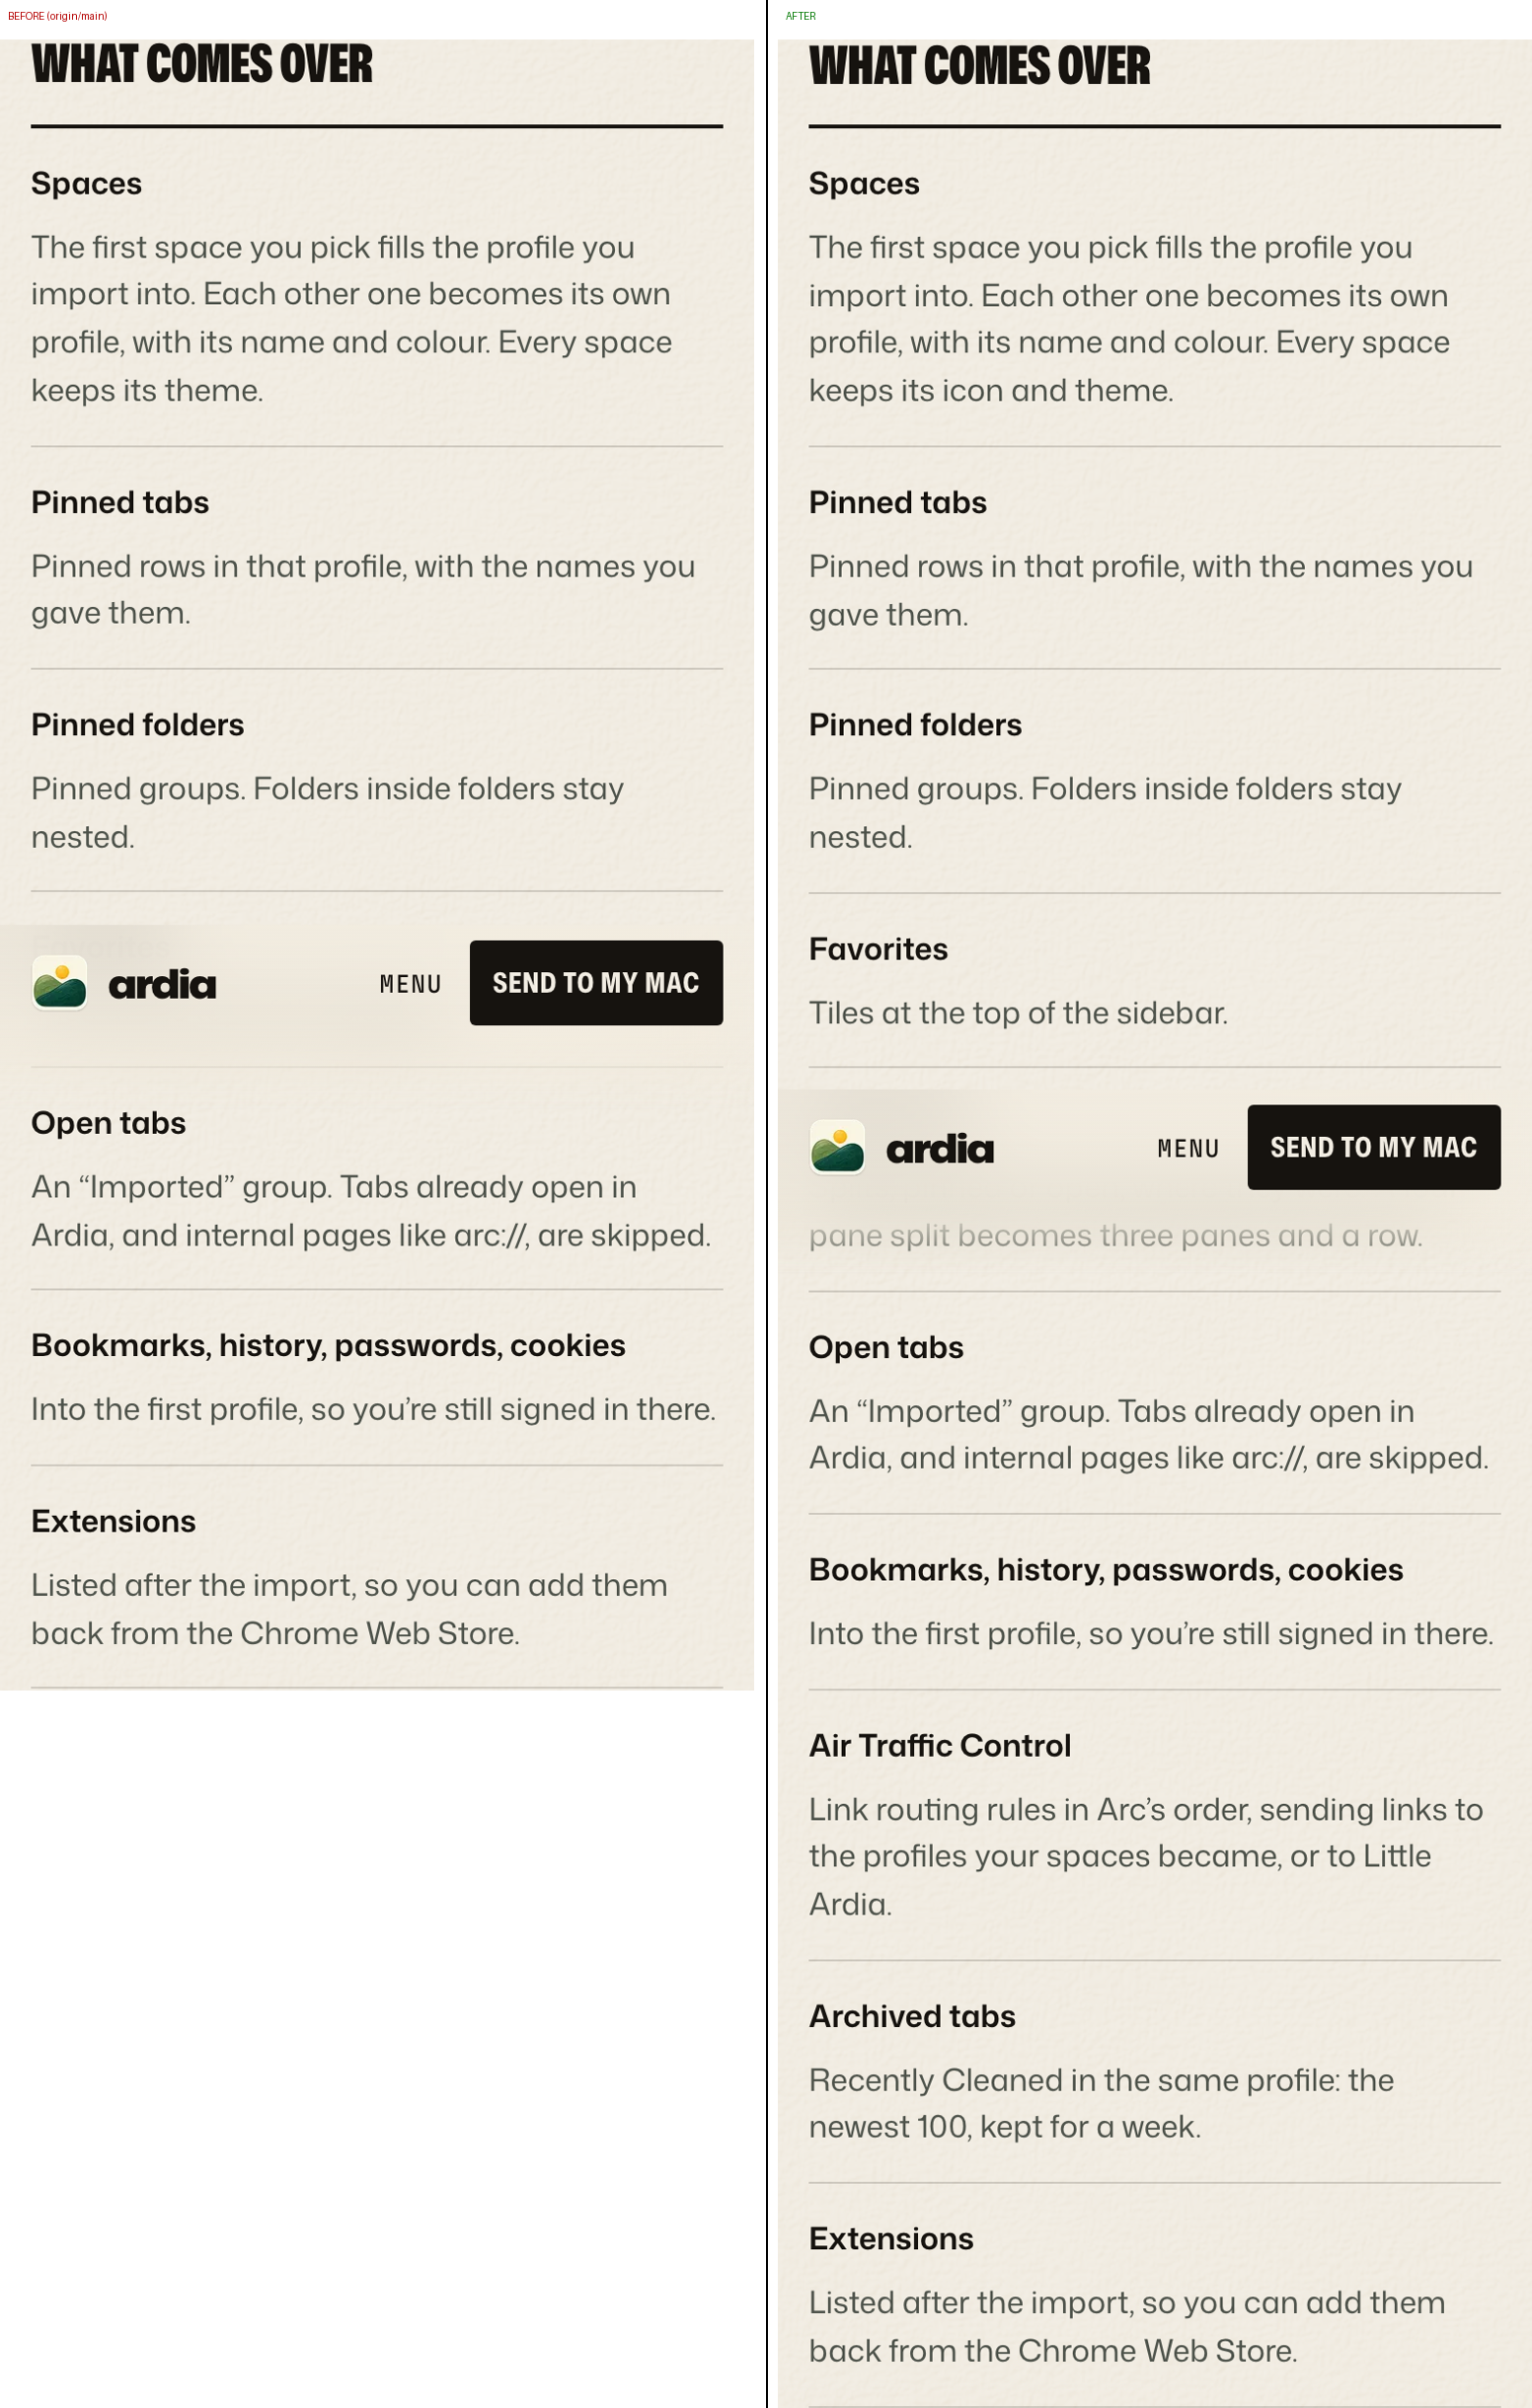 BEFORE (origin/main)
WHAT COMES OVER
Spaces
The first space you pick fills the profile you
import into. Each other one becomes its own
profile, with its name and colour. Every space
keeps its theme.
Pinned tabs
Pinned rows in that profile, with the names you
gave them.
Pinned folders
Pinned groups. Folders inside folders stay
nested.
ardia
MENU
SEND TO MY MAC
Open tabs
An “Imported” group. Tabs already open in
Ardia, and internal pages like arc://, are skipped.
Bookmarks, history, passwords, cookies
Into the first profile, so you’re still signed in there.
Extensions
Listed after the import, so you can add them
back from the Chrome Web Store.
AFTER
WHAT COMES OVER
Spaces
The first space you pick fills the profile you
import into. Each other one becomes its own
profile, with its name and colour. Every space
keeps its icon and theme.
Pinned tabs
Pinned rows in that profile, with the names you
gave them.
Pinned folders
Pinned groups. Folders inside folders stay
nested.
Favorites
Tiles at the top of the sidebar.
ardia
MENU
SEND TO MY MAC
pane split becomes three panes and a row.
Open tabs
An “Imported” group. Tabs already open in
Ardia, and internal pages like arc://, are skipped.
Bookmarks, history, passwords, cookies
Into the first profile, so you’re still signed in there.
Air Traffic Control
Link routing rules in Arc’s order, sending links to
the profiles your spaces became, or to Little
Ardia.
Archived tabs
Recently Cleaned in the same profile: the
newest 100, kept for a week.
Extensions
Listed after the import, so you can add them
back from the Chrome Web Store.